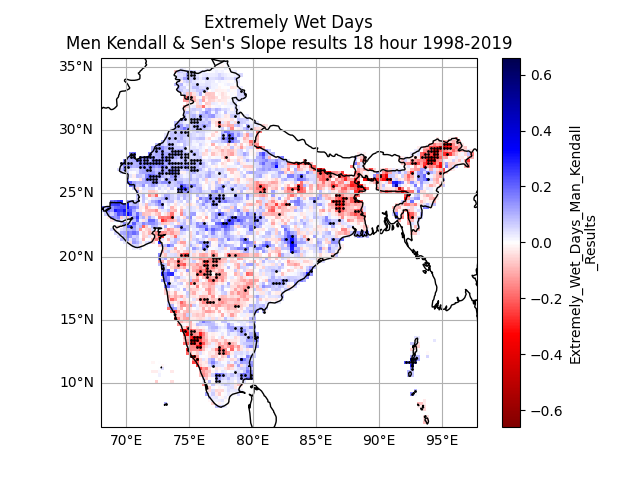 Extremely Wet Days
Men Kendall & Sen's Slope results 18 hour 1998-2019
35°N
30°N
25°N
20°N
15°N
10°N
70°E 75°E 80°E 85°E 90°E 95°E
0.6
0.4
0.2
0.0
−0.2
−0.4
−0.6
Extremely_Wet_Days_Man_Kendall
_Results